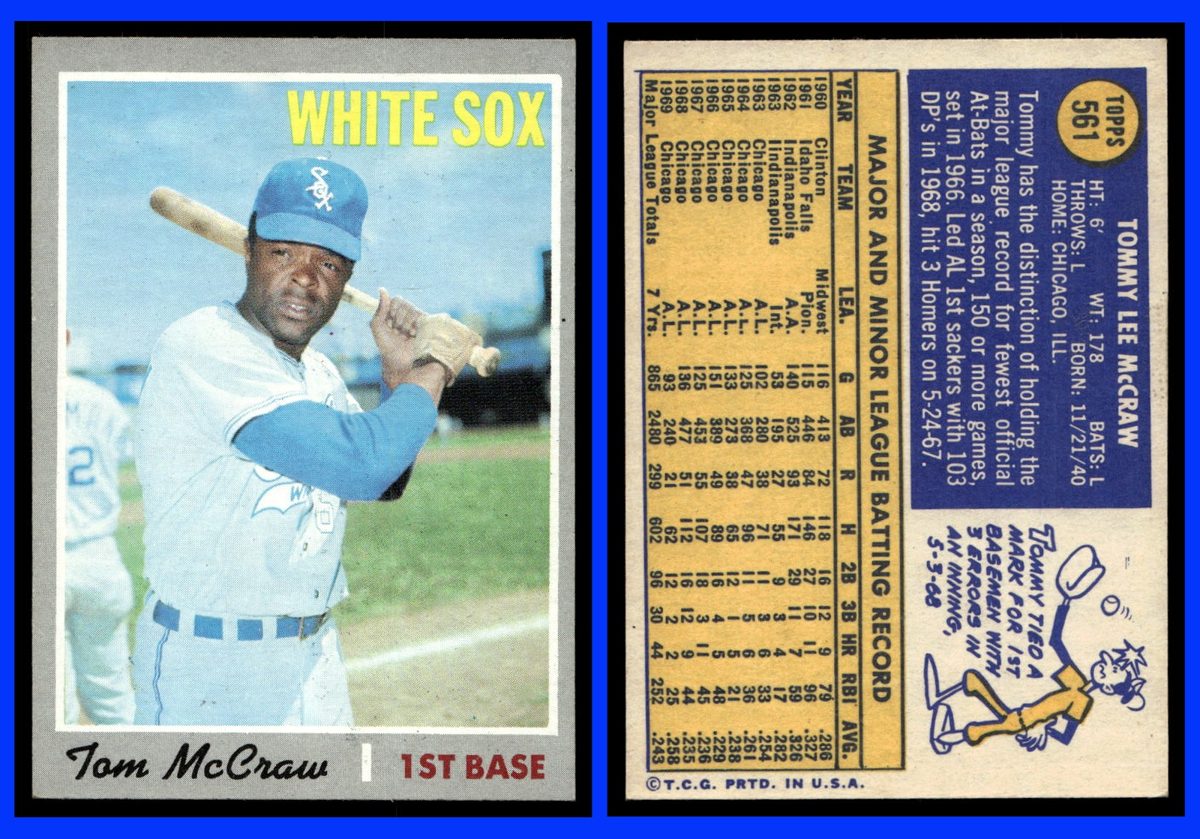 WHITE SOX
SOX
M
2
W
6
Tom McCraw
1ST BASE
TOPPS
561
TOMMY LEE McCRAW
HT: 6' WT: 178 BATS: L
THROWS: L BORN: 11/21/40
HOME: CHICAGO, ILL.
Tommy has the distinction of holding the
major league record for fewest official
At-Bats in a season, 150 or more games,
set in 1966. Led AL 1st sackers with 103
DP's in 1968, hit 3 Homers on 5-24-67.
TOMMY TIED A
MARK FOR 1ST
BASEMEN WITH
3 ERRORS IN
AN INNING,
5-3-68
MAJOR AND MINOR LEAGUE BATTING RECORD
YEAR TEAM LEA. G AB R H 2B 3B HR RBI AVG.
1960 Clinton Midwest 116 413 72 118 16 12 9 79 .286
1961 Idaho Falls Pion. 115 446 84 146 27 10 11 96 .327
1962 Indianapolis A.A. 140 525 93 171 29 11 7 59 .326
1963 Indianapolis Int. 53 195 27 55 9 3 4 17 .282
1963 Chicago A.L. 102 280 38 71 11 3 6 33 .254
1964 Chicago A.L. 125 368 47 96 11 5 6 36 .261
1965 Chicago A.L. 133 273 38 65 12 1 5 21 .238
1966 Chicago A.L. 151 389 49 89 16 4 5 48 .229
1967 Chicago A.L. 125 453 55 107 18 3 11 45 .236
1968 Chicago A.L. 136 477 51 112 16 12 9 44 .235
1969 Chicago A.L. 93 240 21 62 12 2 2 25 .258
Major League Totals 7 Yrs. 865 2480 299 602 96 30 44 252 .243
© T.C.G. PRTD. IN U.S.A.